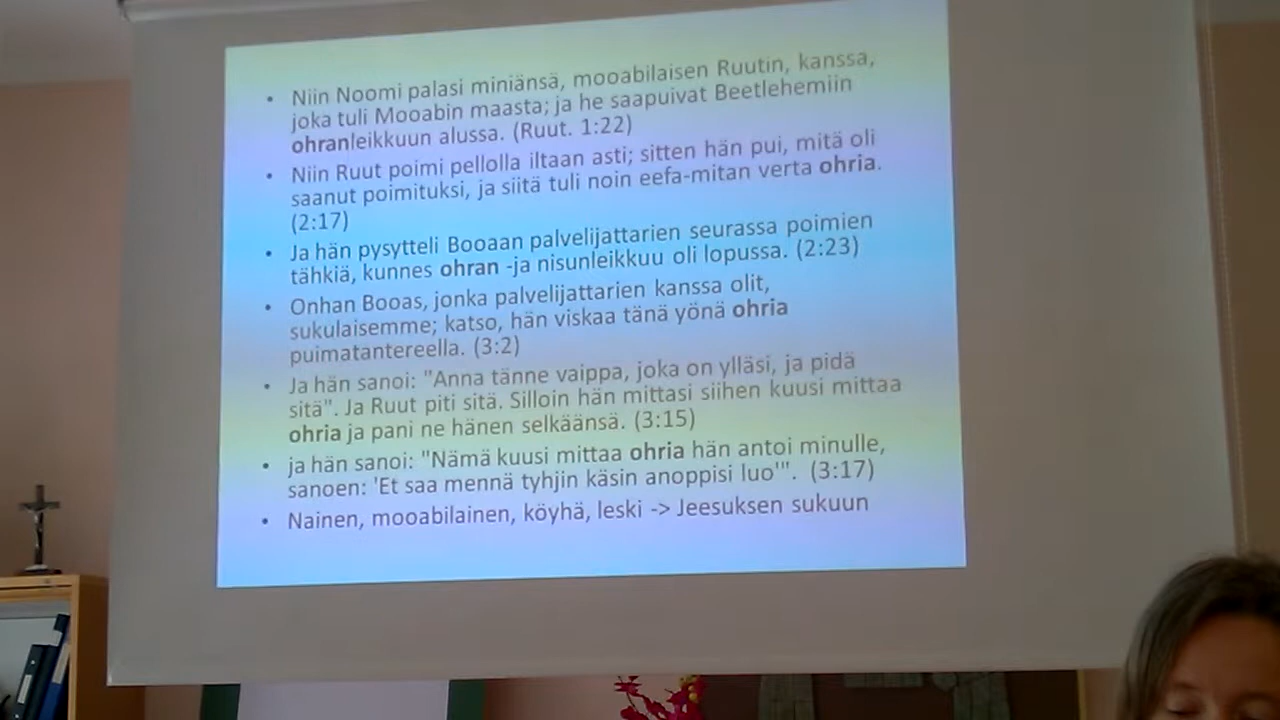 • Niin Noomi palasi miniänsä, mooabilaisen Ruutin, kanssa,
joka tuli Mooabin maasta; ja he saapuivat Beetlehemiin
ohranleikkuun alussa. (Ruut. 1:22)
• Niin Ruut poimi pellolla iltaan asti; sitten hän pui, mitä oli
saanut poimituksi, ja siitä tuli noin eefa-mitan verta ohria.
(2:17)
• Ja hän pysytteli Booaan palvelijattarien seurassa poimien
tähkiä, kunnes ohran -ja nisunleikkuu oli lopussa. (2:23)
• Onhan Booas, jonka palvelijattarien kanssa olit,
sukulaisemme; katso, hän viskaa tänä yönä ohria
puimatantereella. (3:2)
• Ja hän sanoi: "Anna tänne vaippa, joka on ylläsi, ja pidä
sitä". Ja Ruut piti sitä. Silloin hän mittasi siihen kuusi mittaa
ohria ja pani ne hänen selkäänsä. (3:15)
• ja hän sanoi: "Nämä kuusi mittaa ohria hän antoi minulle,
sanoen: 'Et saa mennä tyhjin käsin anoppisi luo'". (3:17)
• Nainen, mooabilainen, köyhä, leski -> Jeesuksen sukuun